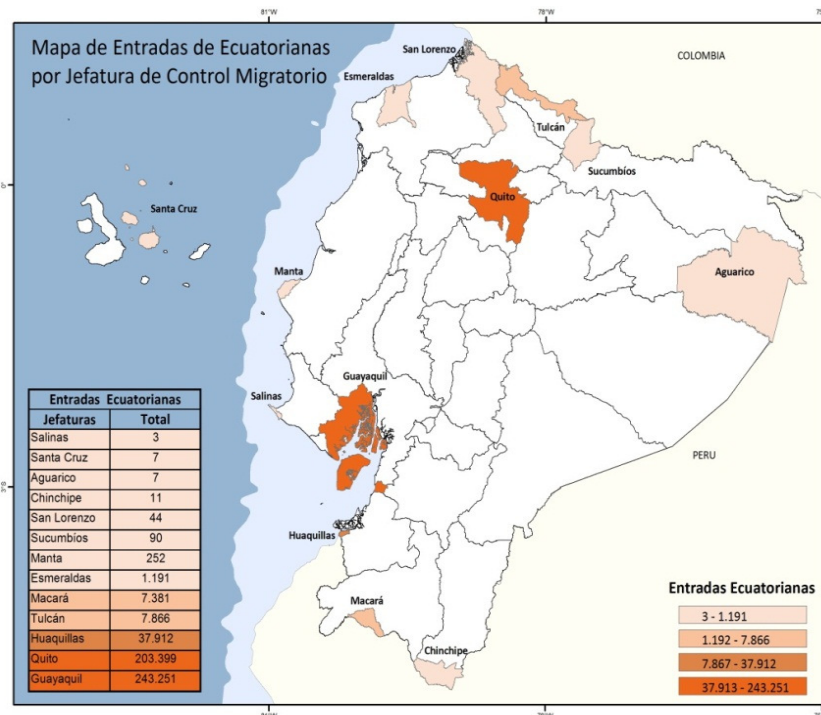 81°W
78°W
75
Mapa de Entradas de Ecuatorianas
por Jefatura de Control Migratorio
San Lorenzo
COLOMBIA
Esmeraldas
Tulcán
Sucumbíos
0°
Quito
Santa Cruz
Manta
Aguarico
Guayaquil
Salinas
Entradas Ecuatorianas
Jefaturas Total
Salinas 3
Santa Cruz 7
Aguarico 7
Chinchipe 11
San Lorenzo 44
Sucumbíos 90
Manta 252
Esmeraldas 1.191
Macará 7.381
Tulcán 7.866
Huaquillas 37.912
Quito 203.399
Guayaquil 243.251
PERU
3°S
Huaquillas
Macará
Chinchipe
Entradas Ecuatorianas
3 - 1.191
1.192 - 7.866
7.867 - 37.912
37.913 - 243.251